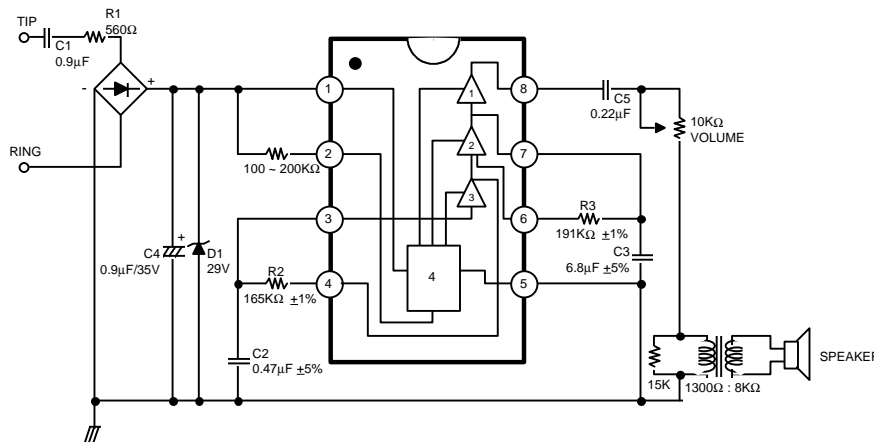 TIP
R1
560Ω
C1
0.9µF
-
+
RING
C4
+
0.9µF/35V
D1
29V
100 ~ 200KΩ
R2
165KΩ ±1%
C2
0.47µF ±5%
1
2
3
4
1
2
3
4
8
7
6
5
C5
0.22µF
10KΩ
VOLUME
R3
191KΩ ±1%
C3
6.8µF ±5%
15K
1300Ω : 8KΩ
SPEAKER